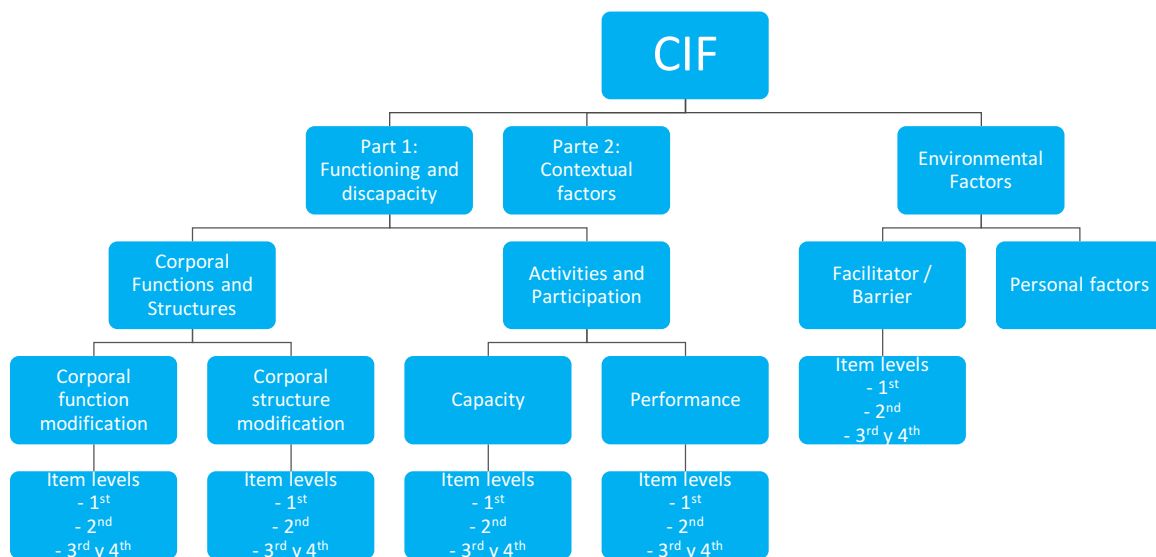 CIF
Part 1:
Functioning and
discapacity
Parte 2:
Contextual
factors
Environmental
Factors
Corporal
Functions and
Structures
Activities and
Participation
Facilitator /
Barrier
Personal factors
Corporal
function
modification
Corporal
structure
modification
Capacity
Performance
Item levels
- 1st
- 2nd
- 3rd y 4th
Item levels
- 1st
- 2nd
- 3rd y 4th
Item levels
- 1st
- 2nd
- 3rd y 4th
Item levels
- 1st
- 2nd
- 3rd y 4th
Item levels
- 1st
- 2nd
- 3rd y 4th